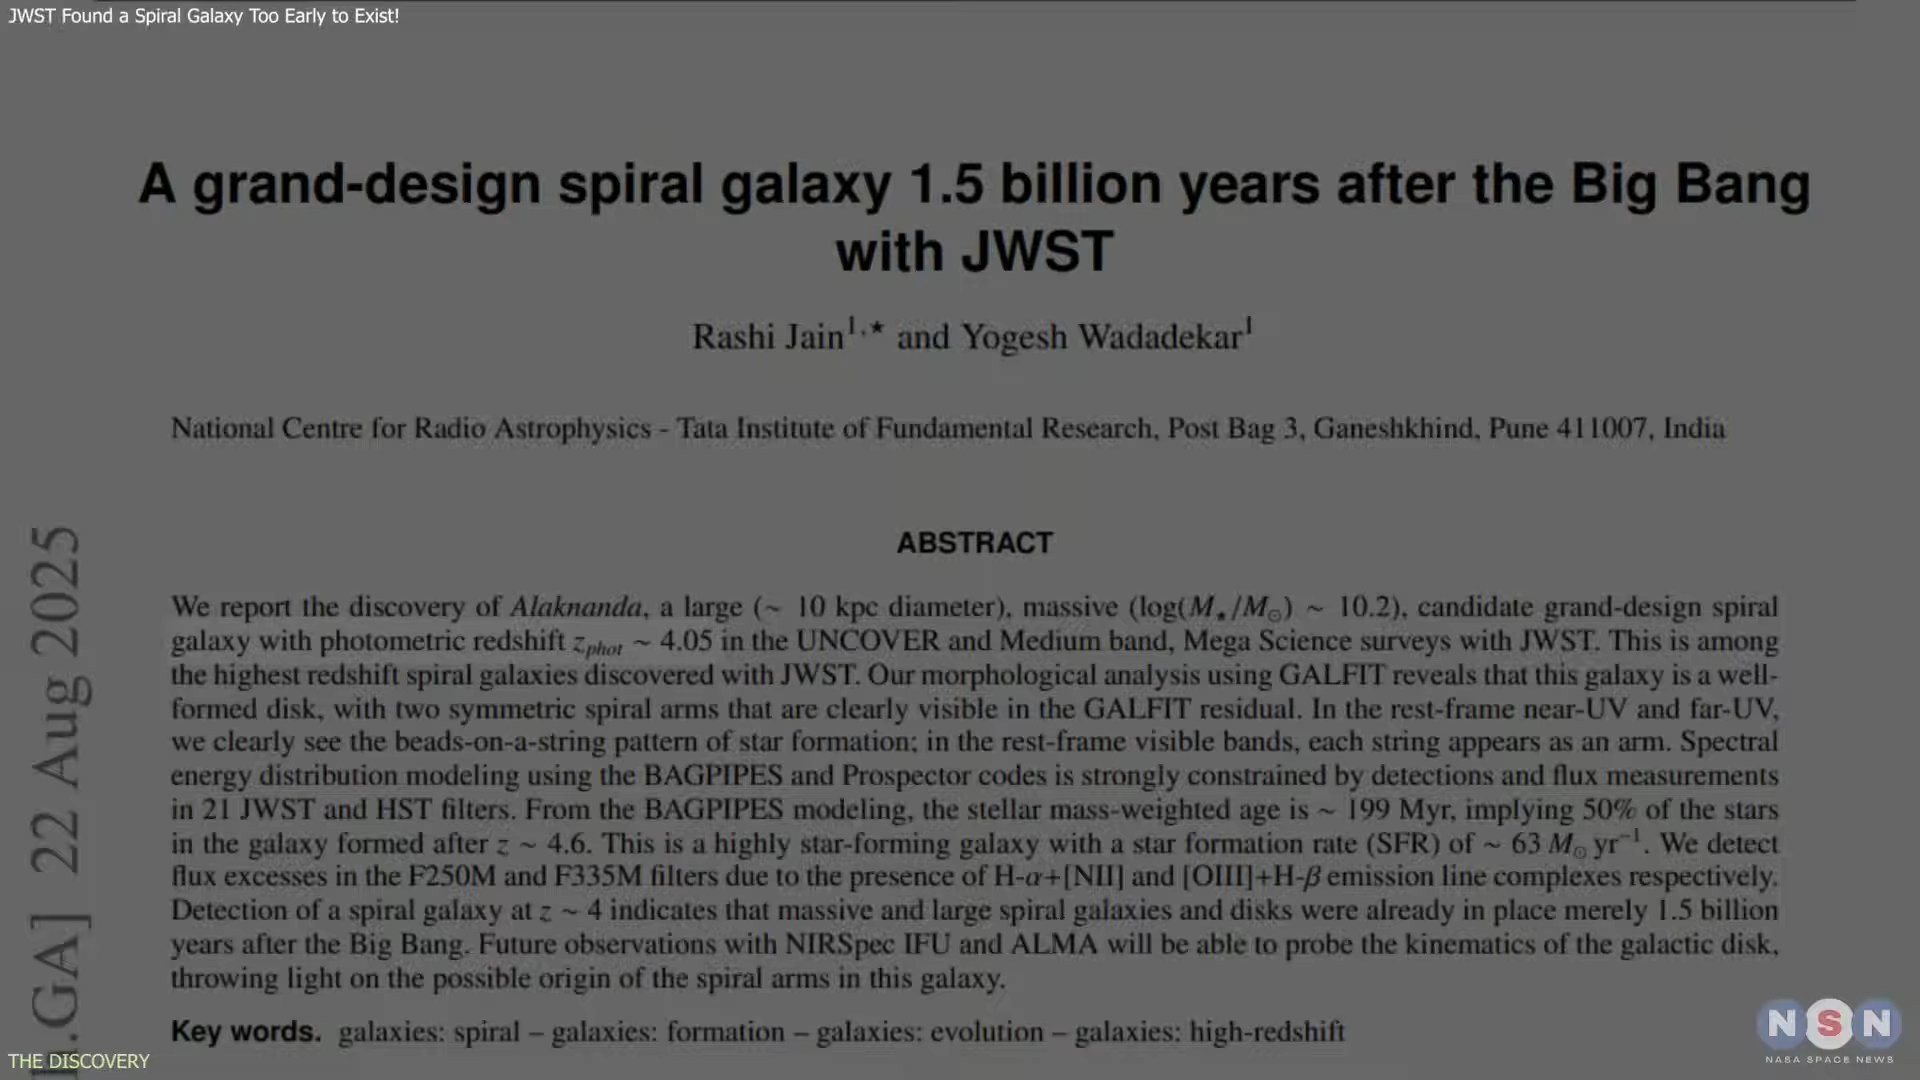 JWST Found a Spiral Galaxy Too Early to Exist!
A grand-design spiral galaxy 1.5 billion years after the Big Bang
with JWST
Rashi Jain¹,★ and Yogesh Wadadekar¹
National Centre for Radio Astrophysics - Tata Institute of Fundamental Research, Post Bag 3, Ganeshkhind, Pune 411007, India
ABSTRACT
We report the discovery of Alaknanda, a large (∼ 10 kpc diameter), massive (log(M⋆/M⊙) ∼ 10.2), candidate grand-design spiral
galaxy with photometric redshift zphot ∼ 4.05 in the UNCOVER and Medium band, Mega Science surveys with JWST. This is among
the highest redshift spiral galaxies discovered with JWST. Our morphological analysis using GALFIT reveals that this galaxy is a well-
formed disk, with two symmetric spiral arms that are clearly visible in the GALFIT residual. In the rest-frame near-UV and far-UV,
we clearly see the beads-on-a-string pattern of star formation; in the rest-frame visible bands, each string appears as an arm. Spectral
energy distribution modeling using the BAGPIPES and Prospector codes is strongly constrained by detections and flux measurements
in 21 JWST and HST filters. From the BAGPIPES modeling, the stellar mass-weighted age is ∼ 199 Myr, implying 50% of the stars
in the galaxy formed after z ∼ 4.6. This is a highly star-forming galaxy with a star formation rate (SFR) of ∼ 63 M⊙ yr⁻¹. We detect
flux excesses in the F250M and F335M filters due to the presence of H-α+[NII] and [OIII]+H-β emission line complexes respectively.
Detection of a spiral galaxy at z ∼ 4 indicates that massive and large spiral galaxies and disks were already in place merely 1.5 billion
years after the Big Bang. Future observations with NIRSpec IFU and ALMA will be able to probe the kinematics of the galactic disk,
throwing light on the possible origin of the spiral arms in this galaxy.
Key words. galaxies: spiral – galaxies: formation – galaxies: evolution – galaxies: high-redshift
.GA] 22 Aug 2025
THE DISCOVERY
NSN
NASA SPACE NEWS